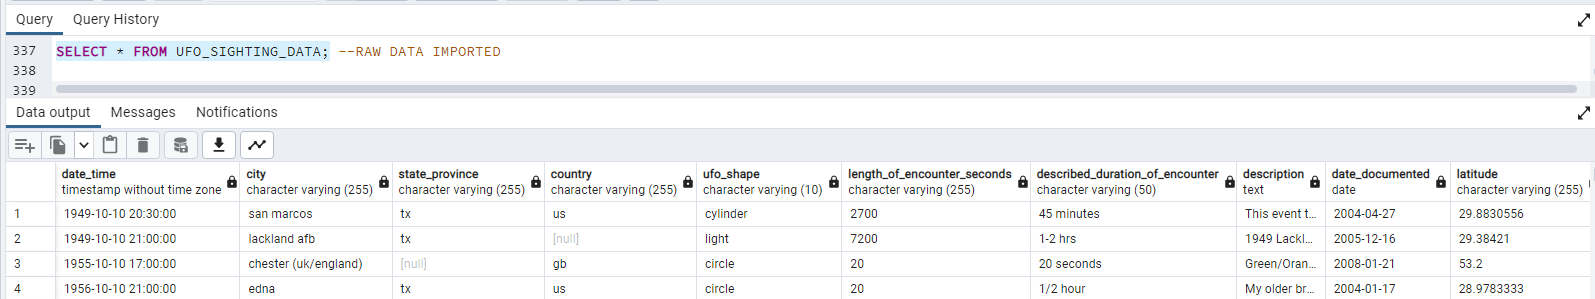 Query Query History
337 SELECT * FROM UFO_SIGHTING_DATA; --RAW DATA IMPORTED
338
339
Data output Messages Notifications
date_time city state_province country ufo_shape length_of_encounter_seconds described_duration_of_encounter description date_documented latitude
timestamp without time zone character varying (255) character varying (255) character varying (255) character varying (10) character varying (255) character varying (50) text date character varying (255)
1 1949-10-10 20:30:00 san marcos tx us cylinder 2700 45 minutes This event t... 2004-04-27 29.8830556
2 1949-10-10 21:00:00 lackland afb tx [null] light 7200 1-2 hrs 1949 Lackl... 2005-12-16 29.38421
3 1955-10-10 17:00:00 chester (uk/england) [null] gb circle 20 20 seconds Green/Oran... 2008-01-21 53.2
4 1956-10-10 21:00:00 edna tx us circle 20 1/2 hour My older br... 2004-01-17 28.9783333